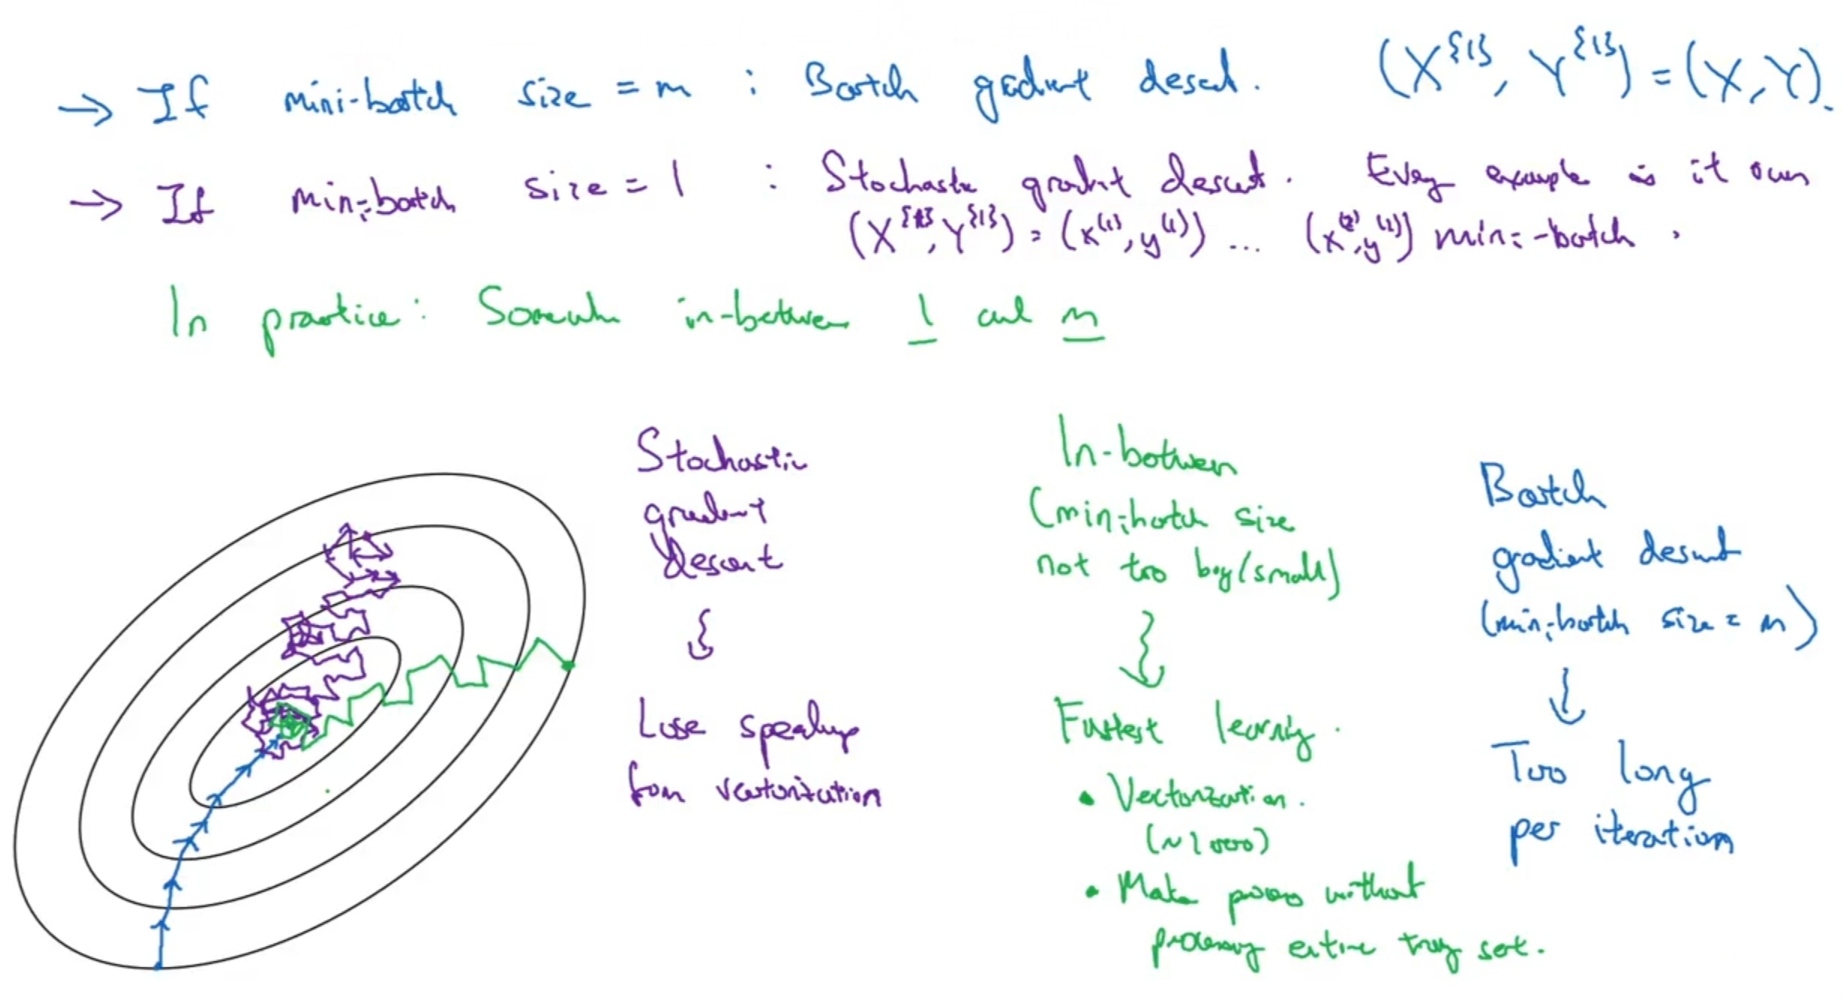 → If mini-batch size = m : Batch gradient descent. (X^{1}, Y^{1}) = (X, Y).
→ If mini-batch size = 1 : Stochastic gradient descent. Every example is it own
(X^{1}, Y^{1}) = (x^(1), y^(1)) ... (x^(2), y^(2)) mini-batch.
In practice: Somewhere in-between 1 and m
Stochastic
gradient
descent
↓
Lose speedup
from vectorization
In-between
(mini-batch size
not too big/small)
↓
Fastest learning.
• Vectorization.
(~1000)
• Make progress without
processing entire training set.
Batch
gradient descent
(mini-batch size = m)
↓
Too long
per iteration